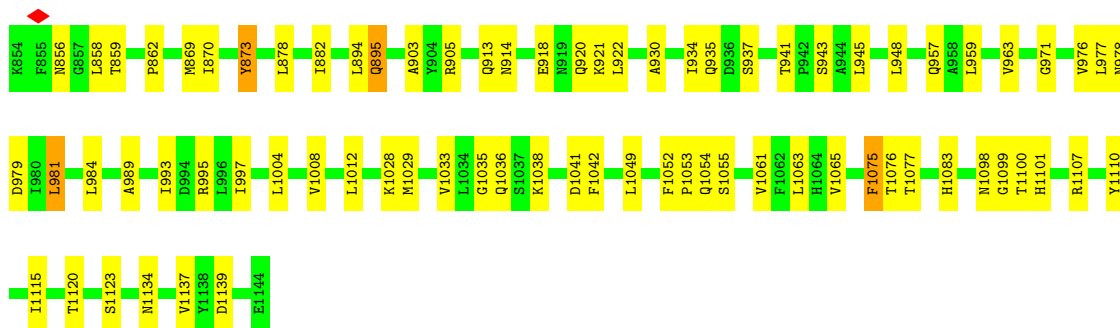 K854 F855 N856 G857 L858 T859 P862 M869 I870 Y873 L878 I882 L894 Q895 A903 Y904 R905 Q913 N914 E918 N919 Q920 K921 L922 A930 I934 Q935 D936 S937 T941 P942 S943 A944 L945 L948 Q957 A958 L959 V963 G971 V976 L977 N978
D979 I980 L981 L984 A989 I993 D994 R995 L996 I997 L1004 V1008 L1012 K1028 M1029 V1033 L1034 G1035 Q1036 S1037 K1038 D1041 F1042 L1049 F1052 P1053 Q1054 S1055 V1061 F1062 L1063 H1064 V1065 F1075 T1076 T1077 H1083 N1098 G1099 T1100 H1101 R1107 Y1110
I1115 T1120 S1123 N1134 V1137 Y1138 D1139 E1144